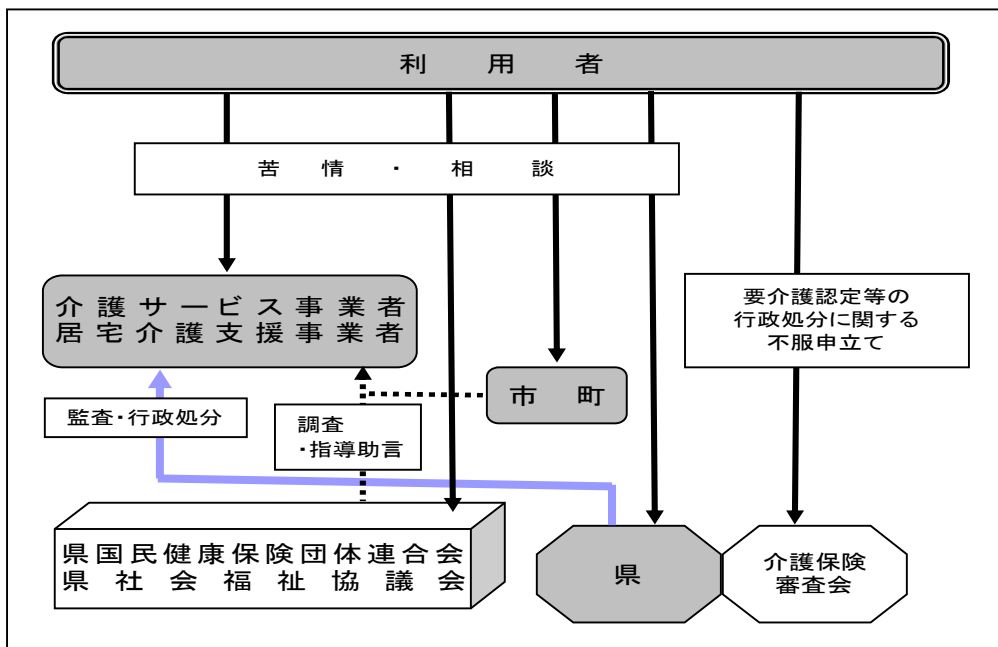 利用者
苦情・相談
介護サービス事業者
居宅介護支援事業者
要介護認定等の
行政処分に関する
不服申立て
市町
監査・行政処分
調査
・指導助言
県国民健康保険団体連合会
県社会福祉協議会
県
介護保険
審査会